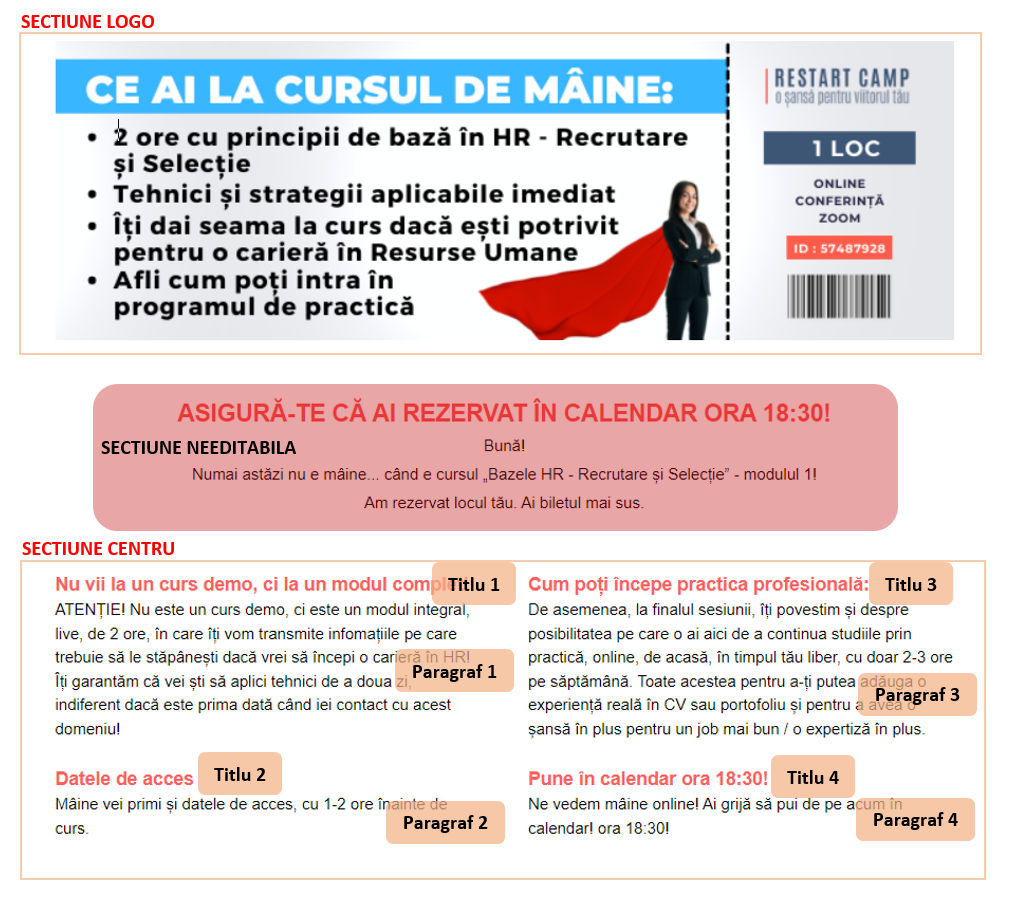 SECTIUNE LOGO
CE AI LA CURSUL DE MÂINE:
• 2 ore cu principii de bază în HR - Recrutare
și Selecție
• Tehnici și strategii aplicabile imediat
• Îți dai seama la curs dacă ești potrivit
pentru o carieră în Resurse Umane
• Afli cum poți intra în
programul de practică
RESTART CAMP
o șansă pentru viitorul tău
1 LOC
ONLINE
CONFERINȚĂ
ZOOM
ID : 57487928
ASIGURĂ-TE CĂ AI REZERVAT ÎN CALENDAR ORA 18:30!
SECTIUNE NEEDITABILA
Bună!
Numai astăzi nu e mâine... când e cursul „Bazele HR - Recrutare și Selecție” - modulul 1!
Am rezervat locul tău. Ai biletul mai sus.
SECTIUNE CENTRU
Nu vii la un curs demo, ci la un modul complet
Titlu 1
ATENȚIE! Nu este un curs demo, ci este un modul integral,
live, de 2 ore, în care îți vom transmite infomațiile pe care
trebuie să le stăpânești dacă vrei să începi o carieră în HR!
Îți garantăm că vei ști să aplici tehnici de a doua zi,
indiferent dacă este prima dată când iei contact cu acest
domeniu!
Paragraf 1
Cum poți începe practica profesională:
Titlu 3
De asemenea, la finalul sesiunii, îți povestim și despre
posibilitatea pe care o ai aici de a continua studiile prin
practică, online, de acasă, în timpul tău liber, cu doar 2-3 ore
pe săptămână. Toate acestea pentru a-ți putea adăuga o
experiență reală în CV sau portofoliu și pentru a avea o
șansă în plus pentru un job mai bun / o expertiză în plus.
Paragraf 3
Datele de acces
Titlu 2
Mâine vei primi și datele de acces, cu 1-2 ore înainte de
curs.
Paragraf 2
Pune în calendar ora 18:30!
Titlu 4
Ne vedem mâine online! Ai grijă să pui de pe acum în
calendar! ora 18:30!
Paragraf 4